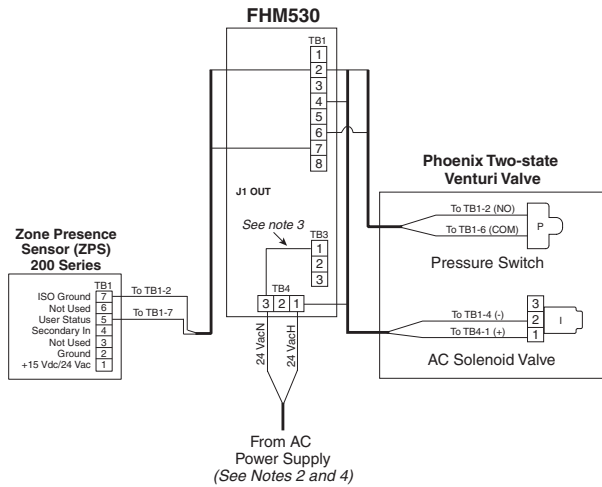 FHM530
TB1
1
2
3
4
5
6
7
8
J1 OUT
See note 3
TB3
1
2
3
TB4
3 2 1
24 VacN
24 VacH
From AC
Power Supply
(See Notes 2 and 4)
Zone Presence
Sensor (ZPS)
200 Series
TB1
ISO Ground 7
Not Used 6
User Status 5
Secondary In 4
Not Used 3
Ground 2
+15 Vdc/24 Vac 1
To TB1-2
To TB1-7
Phoenix Two-state
Venturi Valve
To TB1-2 (NO)
To TB1-6 (COM)
P
Pressure Switch
3
2
1
I
To TB1-4 (-)
To TB4-1 (+)
AC Solenoid Valve